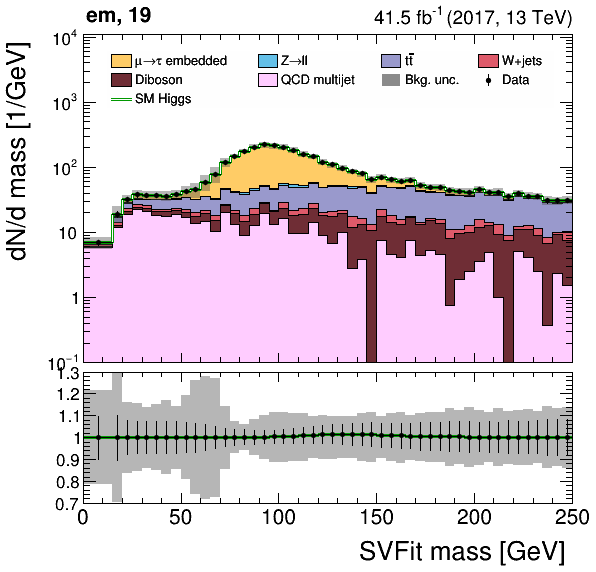 em, 19 41.5 fb⁻¹ (2017, 13 TeV)
dN/d mass [1/GeV]
μ→τ embedded Z→ll tt̄ W+jets
Diboson QCD multijet Bkg. unc. Data
SM Higgs
10⁴
10³
10²
10
1
10⁻¹
1.3
1.2
1.1
1
0.9
0.8
0.7
0 50 100 150 200 250
SVFit mass [GeV]